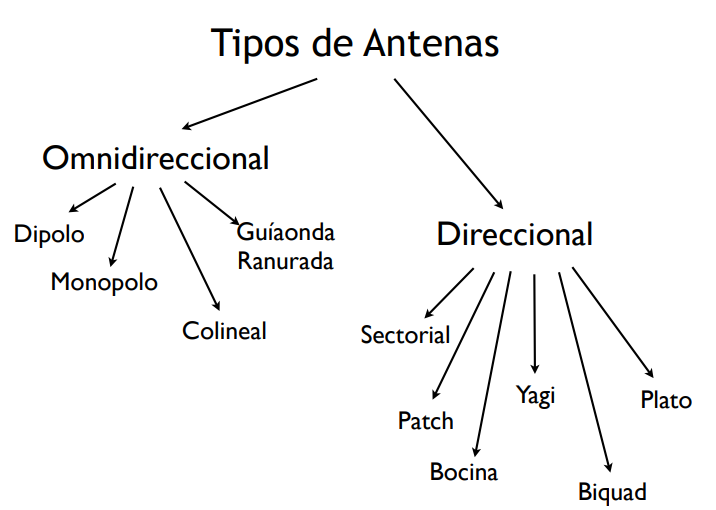 Tipos de Antenas
Omnidireccional
Dipolo
Monopolo
Colineal
Guíaonda
Ranurada
Direccional
Sectorial
Patch
Bocina
Yagi
Biquad
Plato